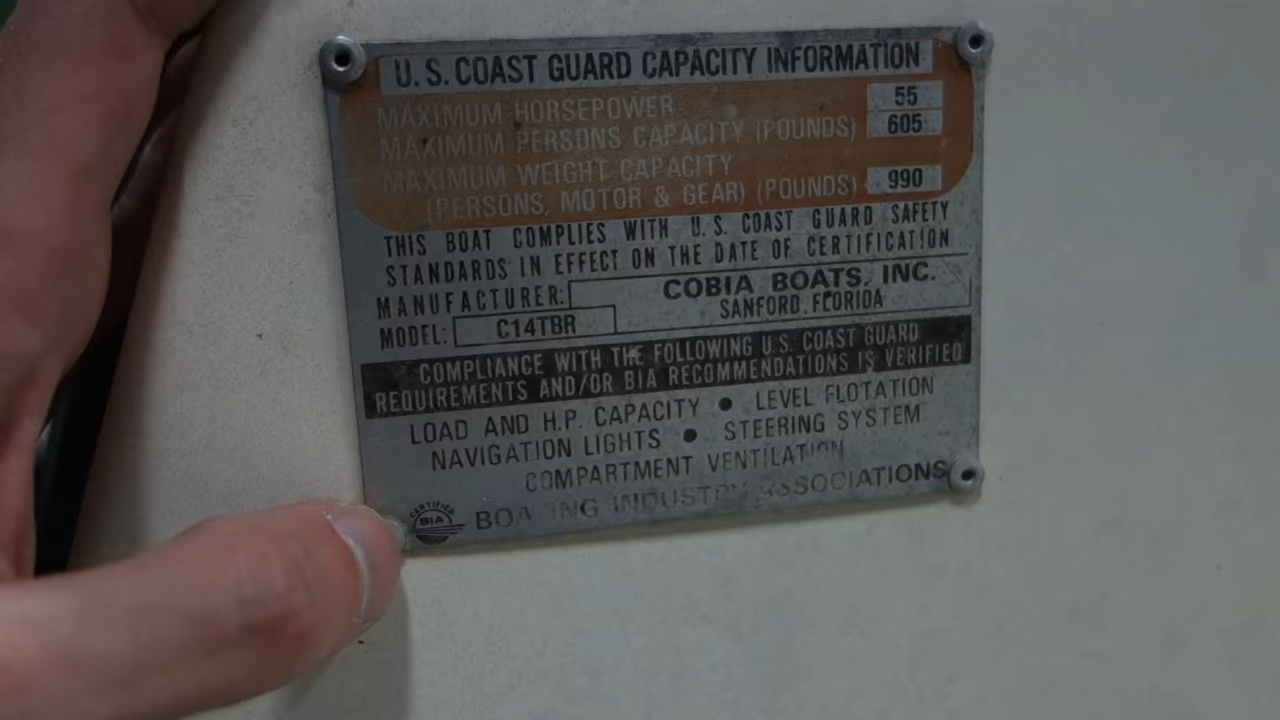 U.S. COAST GUARD CAPACITY INFORMATION
MAXIMUM HORSEPOWER 55
MAXIMUM PERSONS CAPACITY (POUNDS) 605
MAXIMUM WEIGHT CAPACITY
(PERSONS, MOTOR & GEAR) (POUNDS) 990
THIS BOAT COMPLIES WITH U.S. COAST GUARD SAFETY
STANDARDS IN EFFECT ON THE DATE OF CERTIFICATION
MANUFACTURER: COBIA BOATS, INC.
SANFORD, FLORIDA
MODEL: C14TBR
COMPLIANCE WITH THE FOLLOWING U.S. COAST GUARD
REQUIREMENTS AND/OR BIA RECOMMENDATIONS IS VERIFIED
LOAD AND H.P. CAPACITY ● LEVEL FLOTATION
NAVIGATION LIGHTS ● STEERING SYSTEM
COMPARTMENT VENTILATION
CERTIFIED
BIA
BOATING INDUSTRY ASSOCIATIONS